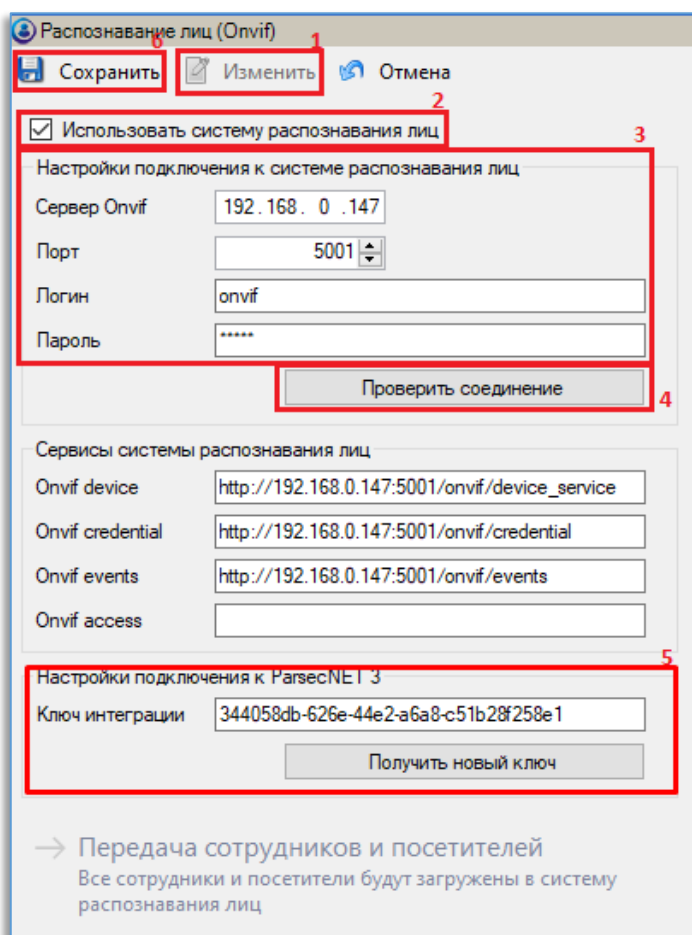 Распознавание лиц (Onvif)
6 1
Сохранить Изменить Отмена
2
Использовать систему распознавания лиц
3
Настройки подключения к системе распознавания лиц
Сервер Onvif 192.168. 0 .147
Порт 5001
Логин onvif
Пароль *****
Проверить соединение
4
Сервисы системы распознавания лиц
Onvif device http://192.168.0.147:5001/onvif/device_service
Onvif credential http://192.168.0.147:5001/onvif/credential
Onvif events http://192.168.0.147:5001/onvif/events
Onvif access
5
Настройки подключения к ParsecNET 3
Ключ интеграции 344058db-626e-44e2-a6a8-c51b28f258e1
Получить новый ключ
Передача сотрудников и посетителей
Все сотрудники и посетители будут загружены в систему
распознавания лиц